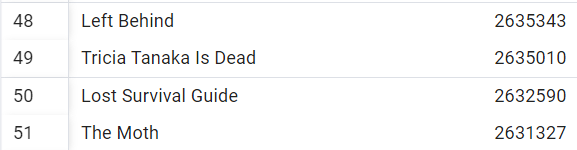 48 Left Behind 2635343
49 Tricia Tanaka Is Dead 2635010
50 Lost Survival Guide 2632590
51 The Moth 2631327